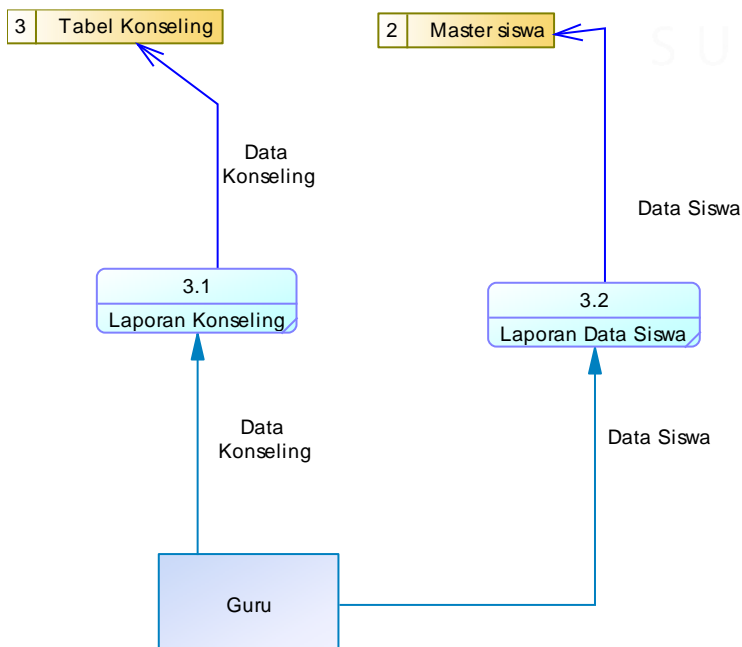 3 Tabel Konseling
2 Master siswa
S U
Data
Konseling
Data Siswa
3.1
Laporan Konseling
3.2
Laporan Data Siswa
Data
Konseling
Data Siswa
Guru